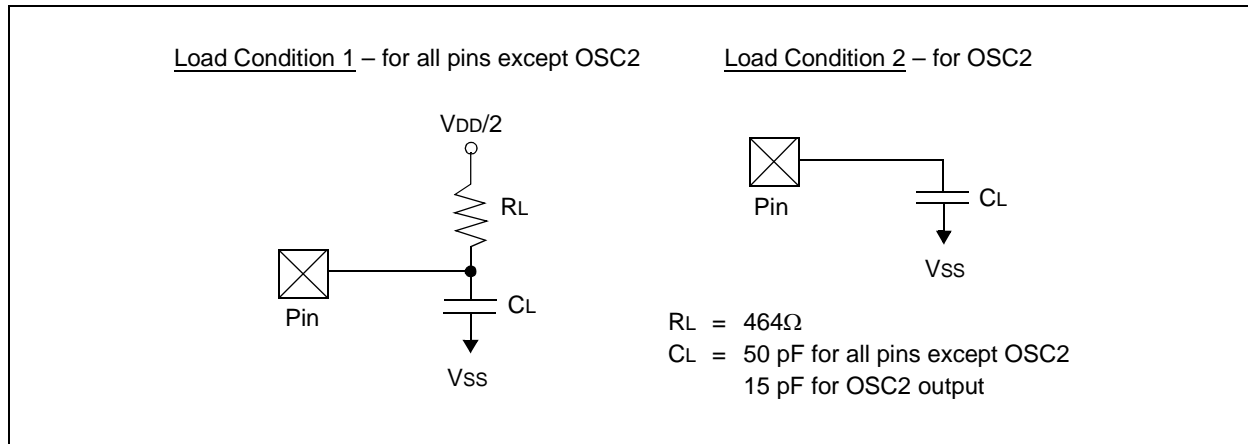 Load Condition 1 – for all pins except OSC2
Load Condition 2 – for OSC2
VDD/2
RL
Pin
CL
VSS
Pin
CL
VSS
RL = 464Ω
CL = 50 pF for all pins except OSC2
15 pF for OSC2 output